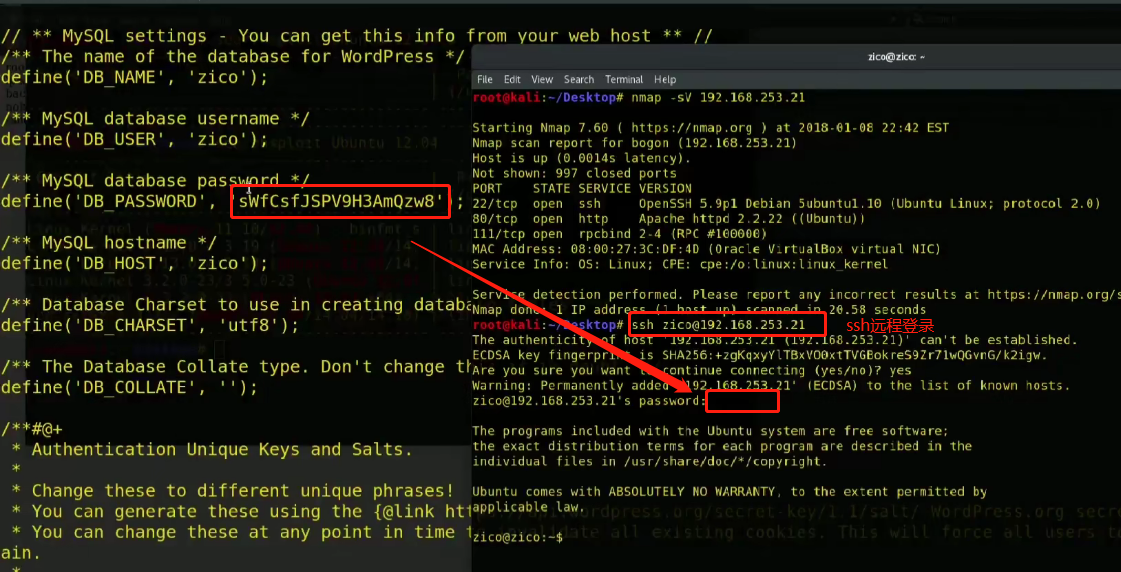 // ** MySQL settings - You can get this info from your web host ** //
/** The name of the database for WordPress */
define('DB_NAME', 'zico');
/** MySQL database username */
define('DB_USER', 'zico');
/** MySQL database password */
define('DB_PASSWORD', 'sWfCsfJSPV9H3AmQzw8');
/** MySQL hostname */
define('DB_HOST', 'zico');
/** Database Charset to use in creating databa
define('DB_CHARSET', 'utf8');
/** The Database Collate type. Don't change th
define('DB_COLLATE', '');
/**#@+
* Authentication Unique Keys and Salts.
*
* Change these to different unique phrases!
* You can generate these using the {@link htt
* You can change these at any point in time t
ain.
*
zico@zico: ~
File Edit View Search Terminal Help
root@kali:~/Desktop# nmap -sV 192.168.253.21
Starting Nmap 7.60 ( https://nmap.org ) at 2018-01-08 22:42 EST
Nmap scan report for bogon (192.168.253.21)
Host is up (0.0014s latency).
Not shown: 997 closed ports
PORT STATE SERVICE VERSION
22/tcp open ssh OpenSSH 5.9p1 Debian 5ubuntu1.10 (Ubuntu Linux; protocol 2.0)
80/tcp open http Apache httpd 2.2.22 ((Ubuntu))
111/tcp open rpcbind 2-4 (RPC #100000)
MAC Address: 08:00:27:3C:DF:4D (Oracle VirtualBox virtual NIC)
Service Info: OS: Linux; CPE: cpe:/o:linux:linux_kernel
Service detection performed. Please report any incorrect results at https://nmap.org/s
Nmap done: 1 IP address (1 host up) scanned in 20.58 seconds
root@kali:~/Desktop# ssh zico@192.168.253.21
ssh远程登录
The authenticity of host '192.168.253.21 (192.168.253.21)' can't be established.
ECDSA key fingerprint is SHA256:+zgKqxyYlTBxVO0xtTVGBokreS9Zr71wQGvnG/k2igw.
Are you sure you want to continue connecting (yes/no)? yes
Warning: Permanently added '192.168.253.21' (ECDSA) to the list of known hosts.
zico@192.168.253.21's password:
The programs included with the Ubuntu system are free software;
the exact distribution terms for each program are described in the
individual files in /usr/share/doc/*/copyright.
Ubuntu comes with ABSOLUTELY NO WARRANTY, to the extent permitted by
applicable law.
zico@zico:~$